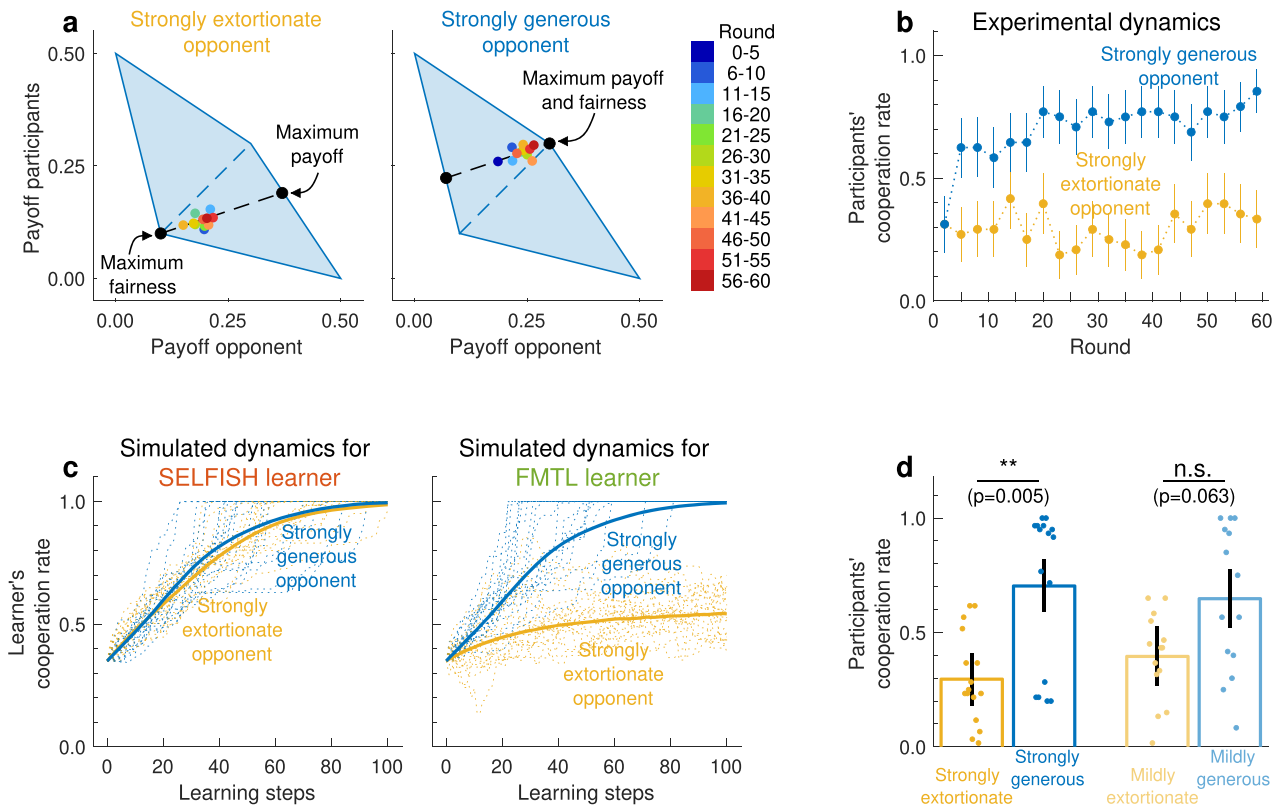 a
Strongly extortionate
opponent
Strongly generous
opponent
Payoff participants
0.50
0.25
0.00
Maximum
payoff
Maximum
fairness
0.00
0.25
0.50
Payoff opponent
Maximum payoff
and fairness
0.00
0.25
0.50
Payoff opponent
Round
0-5
6-10
11-15
16-20
21-25
26-30
31-35
36-40
41-45
46-50
51-55
56-60
b
Experimental dynamics
Participants'
cooperation rate
1.0
0.5
0.0
Strongly generous
opponent
Strongly
extortionate
opponent
0
10
20
30
40
50
60
Round
c
Simulated dynamics for
SELFISH learner
Learner's
cooperation rate
1.0
0.5
0.0
Strongly
generous
opponent
Strongly
extortionate
opponent
0
20
40
60
80
100
Learning steps
Simulated dynamics for
FMTL learner
Strongly
generous
opponent
Strongly
extortionate
opponent
0
20
40
60
80
100
Learning steps
d
Participants'
cooperation rate
1.0
0.5
0.0
**
(p=0.005)
n.s.
(p=0.063)
Strongly
extortionate
Strongly
generous
Mildly
extortionate
Mildly
generous